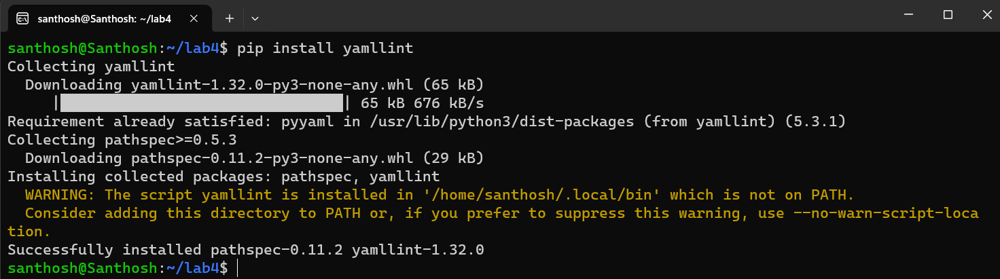 santhosh@Santhosh: ~/lab4
santhosh@Santhosh:~/lab4$ pip install yamllint
Collecting yamllint
  Downloading yamllint-1.32.0-py3-none-any.whl (65 kB)
     |████████████████████████████████| 65 kB 676 kB/s
Requirement already satisfied: pyyaml in /usr/lib/python3/dist-packages (from yamllint) (5.3.1)
Collecting pathspec>=0.5.3
  Downloading pathspec-0.11.2-py3-none-any.whl (29 kB)
Installing collected packages: pathspec, yamllint
  WARNING: The script yamllint is installed in '/home/santhosh/.local/bin' which is not on PATH.
  Consider adding this directory to PATH or, if you prefer to suppress this warning, use --no-warn-script-loca
tion.
Successfully installed pathspec-0.11.2 yamllint-1.32.0
santhosh@Santhosh:~/lab4$